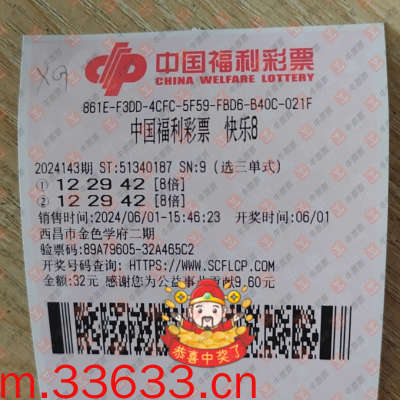 中国福利彩票
CHINA WELFARE LOTTERY
X9
861E-F3DD-4CFC-5F59-FBD6-B40C-021F
中国福利彩票 快乐8
2024143期 ST:51340187 SN:9 (选三单式)
① 12 29 42 [8倍]
② 12 29 42 [8倍]
销售时间:2024/06/01-15:46:23 开奖时间:06/01
西昌市金色学府二期
验票码:89A79605-32A465C2
开奖号码查询: HTTPS://WWW.SCFLCP.COM
金额:32元 感谢您为公益事业贡献9.60元
恭喜中奖了
m.33633.cn